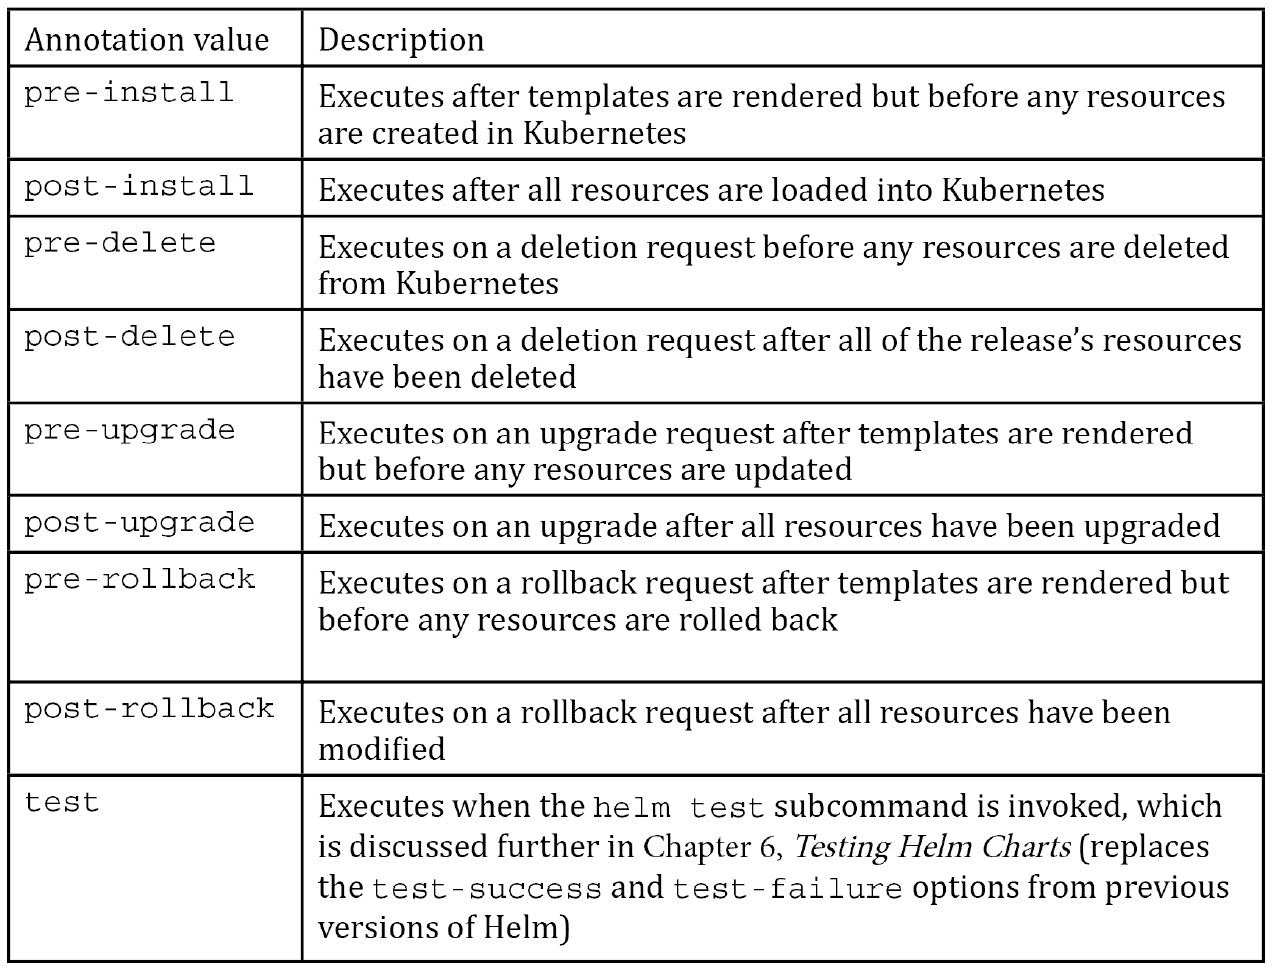 Annotation value
Description
pre-install
Executes after templates are rendered but before any resources
are created in Kubernetes
post-install
Executes after all resources are loaded into Kubernetes
pre-delete
Executes on a deletion request before any resources are deleted
from Kubernetes
post-delete
Executes on a deletion request after all of the release’s resources
have been deleted
pre-upgrade
Executes on an upgrade request after templates are rendered
but before any resources are updated
post-upgrade
Executes on an upgrade after all resources have been upgraded
pre-rollback
Executes on a rollback request after templates are rendered but
before any resources are rolled back
post-rollback
Executes on a rollback request after all resources have been
modified
test
Executes when the helm test subcommand is invoked, which
is discussed further in Chapter 6, Testing Helm Charts (replaces
the test-success and test-failure options from previous
versions of Helm)